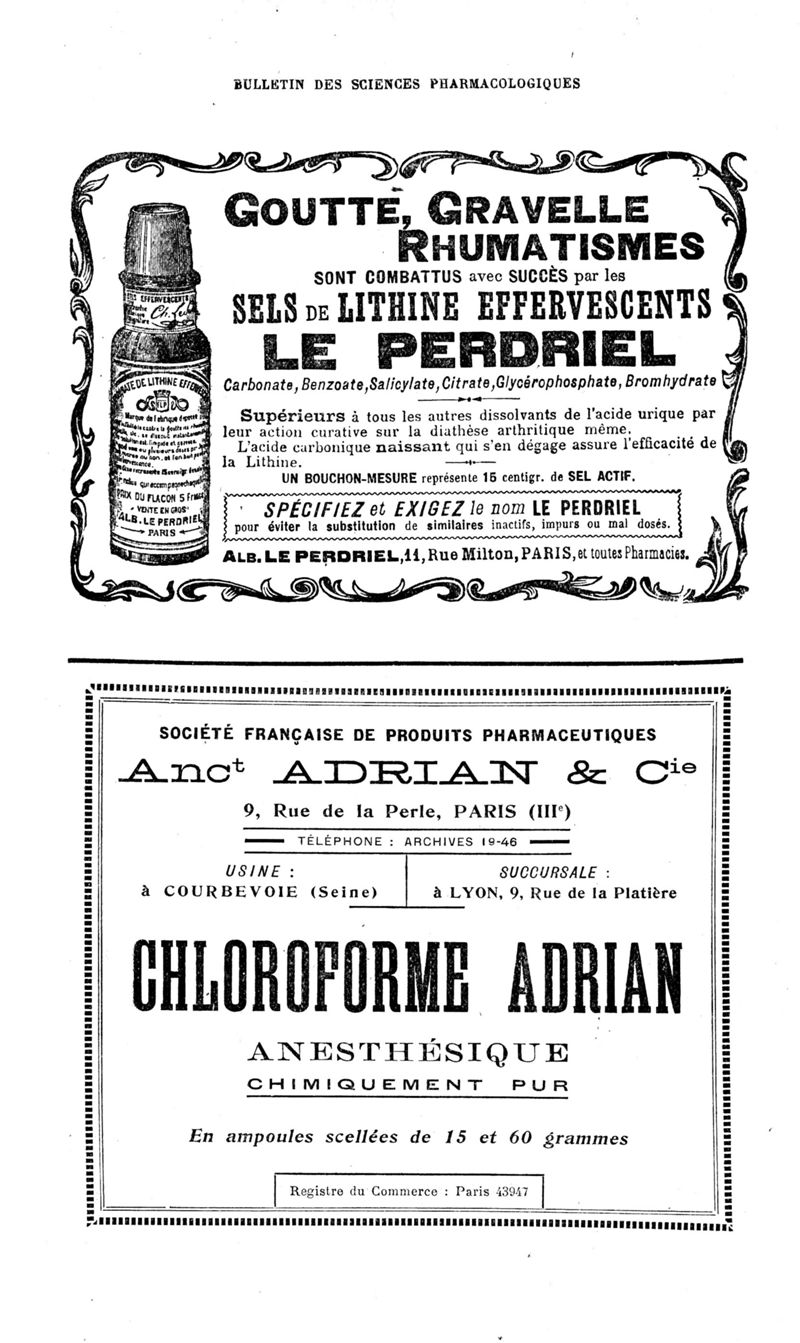 BULLETIN DES SCIENCES PHARMACOLOGIQUES
GOUTTE, GRAVELLE
RHUMATISMES
SONT COMBATTUS avec SUCCÈS par les
SELS DE LITHINE EFFERVESCENTS
LE PERDRIEL
Carbonate, Benzoate, Salicylate, Citrate, Glycérophosphate, Bromhydrate
Supérieurs à tous les autres dissolvants de l'acide urique par
leur action curative sur la diathèse arthritique même.
L'acide carbonique naissant qui s'en dégage assure l'efficacité de
la Lithine.
UN BOUCHON-MESURE représente 15 centigr. de SEL ACTIF.
SPÉCIFIEZ et EXIGEZ le nom LE PERDRIEL
pour éviter la substitution de similaires inactifs, impurs ou mal dosés.
ALB. LE PERDRIEL, 11, Rue Milton, PARIS, et toutes Pharmacies.
EFFERVESCENTS
DE LITHINE
Marque de fabrique déposée
PRIX DU FLACON 5 Francs
VENTE EN GROS
ALB. LE PERDRIEL
PARIS
SOCIÉTÉ FRANÇAISE DE PRODUITS PHARMACEUTIQUES
Anct ADRIAN & Cie
9, Rue de la Perle, PARIS (IIIe)
TÉLÉPHONE : ARCHIVES 19-46
USINE :
à COURBEVOIE (Seine)
SUCCURSALE :
à LYON, 9, Rue de la Platière
CHLOROFORME ADRIAN
ANESTHÉSIQUE
CHIMIQUEMENT PUR
En ampoules scellées de 15 et 60 grammes
Registre du Commerce : Paris 43947